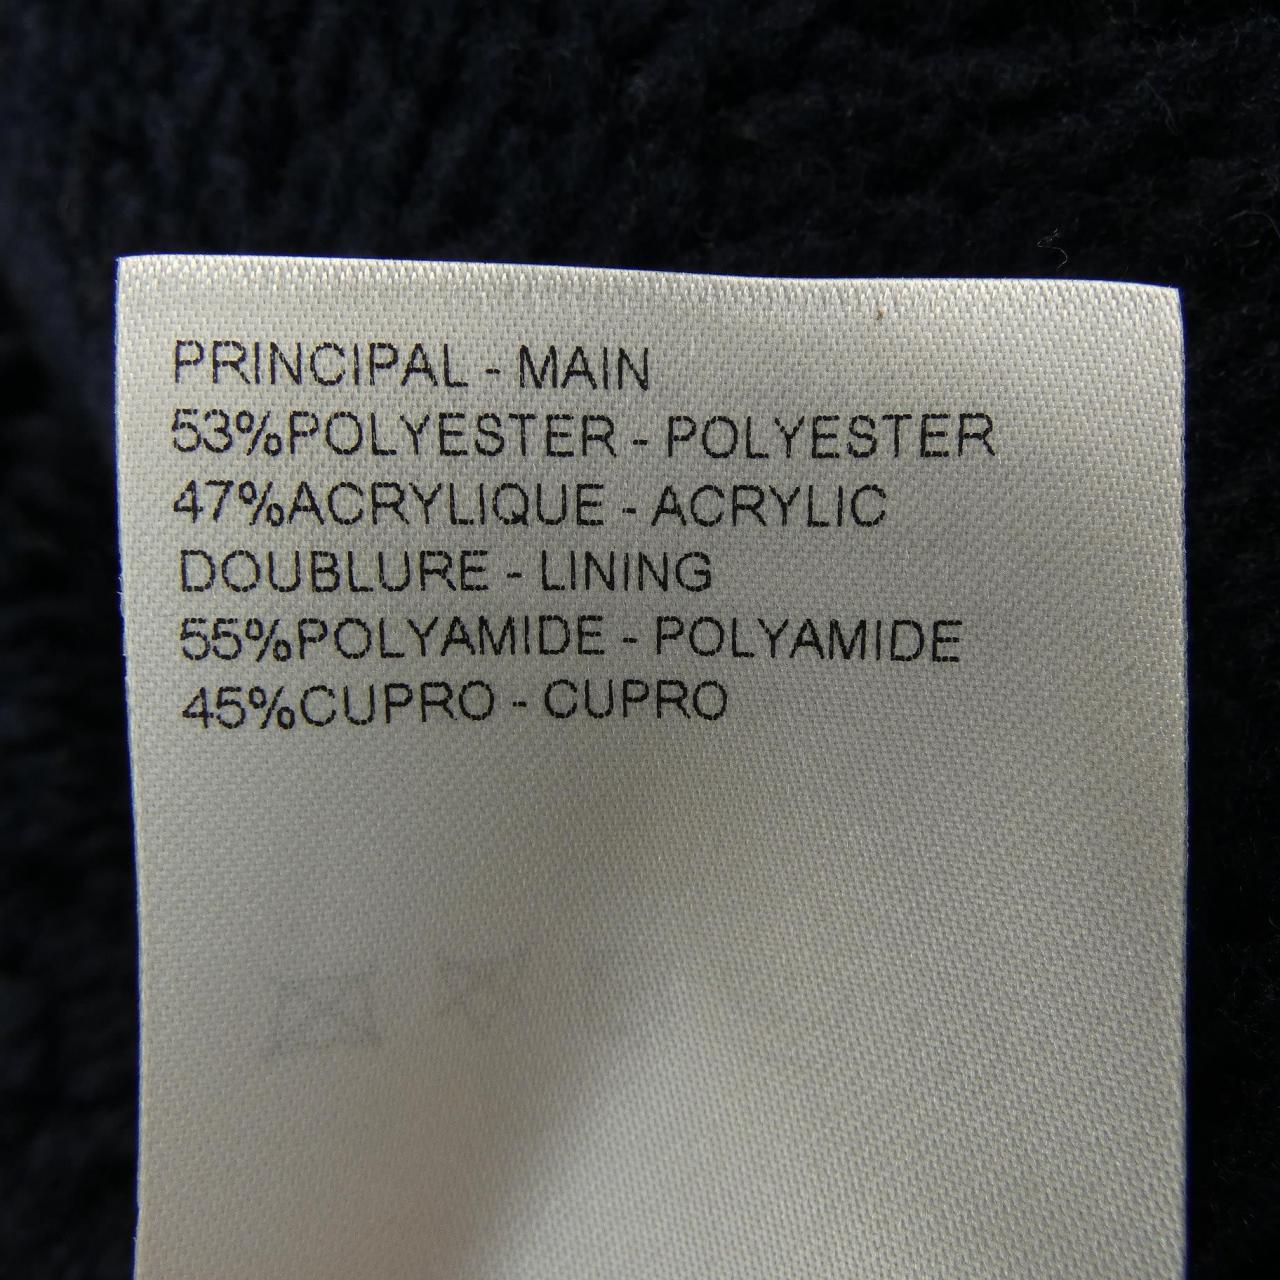 PRINCIPAL - MAIN
53%POLYESTER - POLYESTER
47%ACRYLIQUE - ACRYLIC
DOUBLURE - LINING
55%POLYAMIDE - POLYAMIDE
45%CUPRO - CUPRO